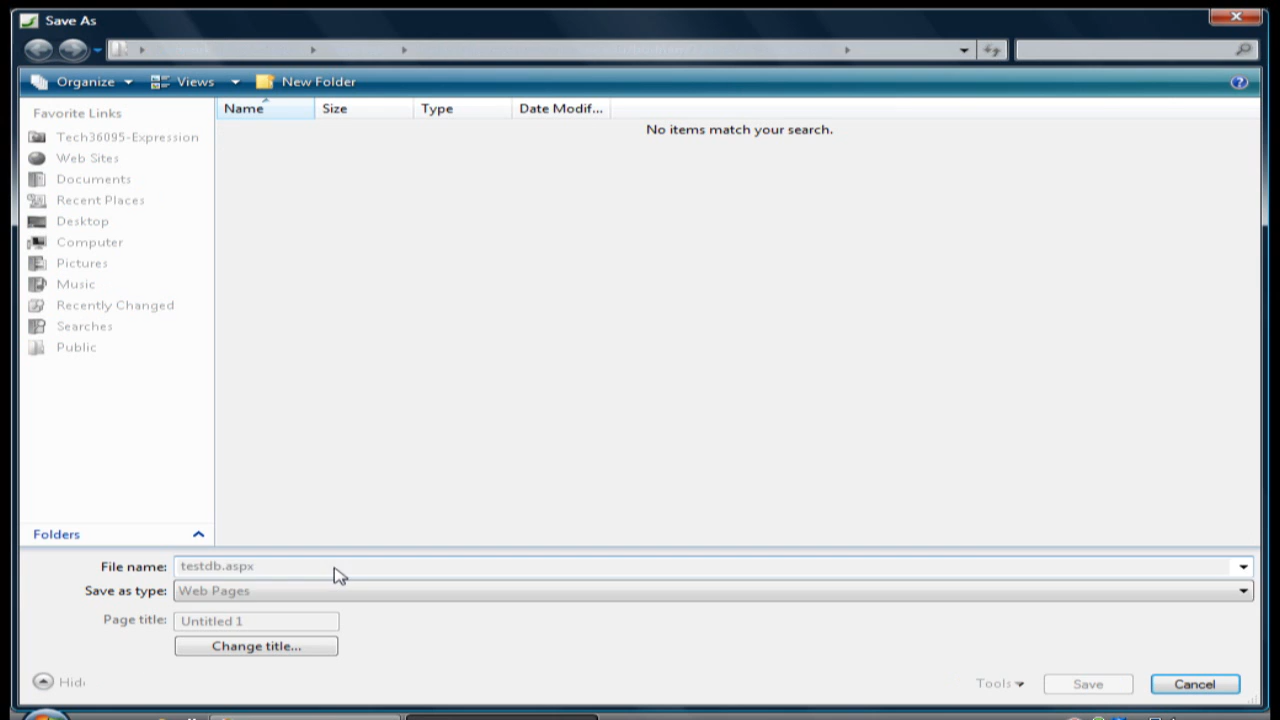 Save As
Organize Views New Folder
Favorite Links
Tech36095-Expression
Web Sites
Documents
Recent Places
Desktop
Computer
Pictures
Music
Recently Changed
Searches
Public
Folders
Name Size Type Date Modif...
No items match your search.
File name: testdb.aspx
Save as type: Web Pages
Page title: Untitled 1
Change title...
Tools Save Cancel